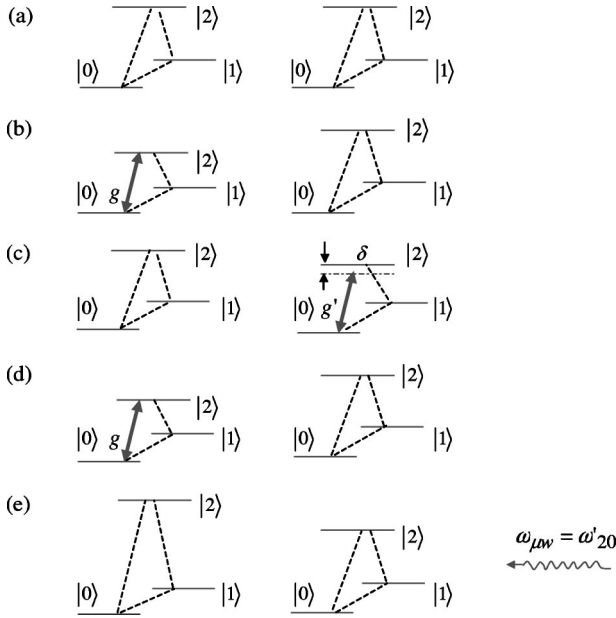 (a)
|2⟩ |2⟩
|0⟩ |1⟩ |0⟩ |1⟩
(b)
|2⟩ |2⟩
|0⟩ g |1⟩ |0⟩ |1⟩
(c)
|2⟩ δ |2⟩
|0⟩ |1⟩ |0⟩ g' |1⟩
(d)
|2⟩ |2⟩
|0⟩ g |1⟩ |0⟩ |1⟩
(e)
|2⟩ |2⟩
ω_μw = ω'_20
|0⟩ |1⟩ |0⟩ |1⟩